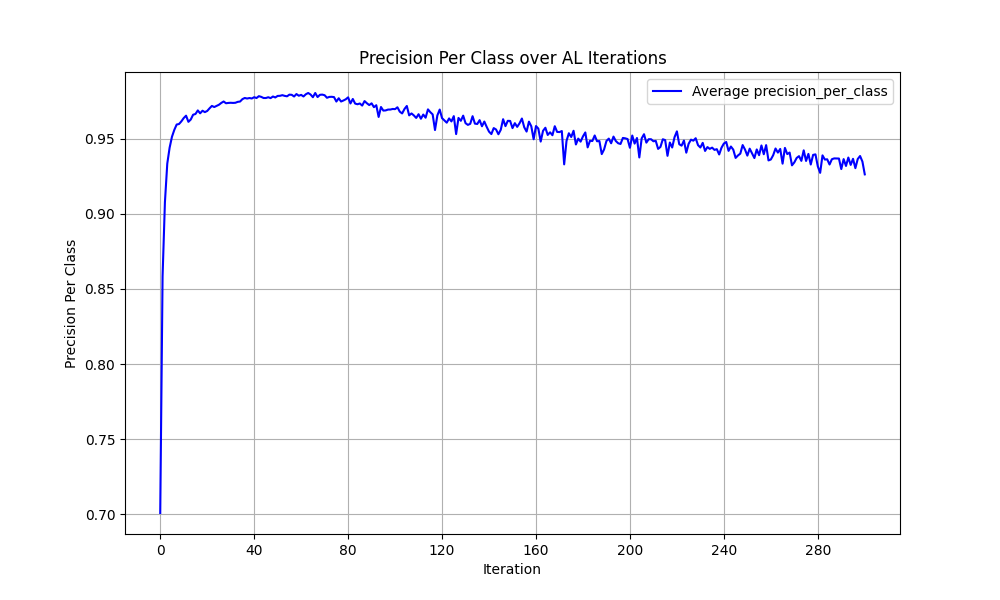 Precision Per Class over AL Iterations
Average precision_per_class
Precision Per Class
0.95
0.90
0.85
0.80
0.75
0.70
0 40 80 120 160 200 240 280
Iteration